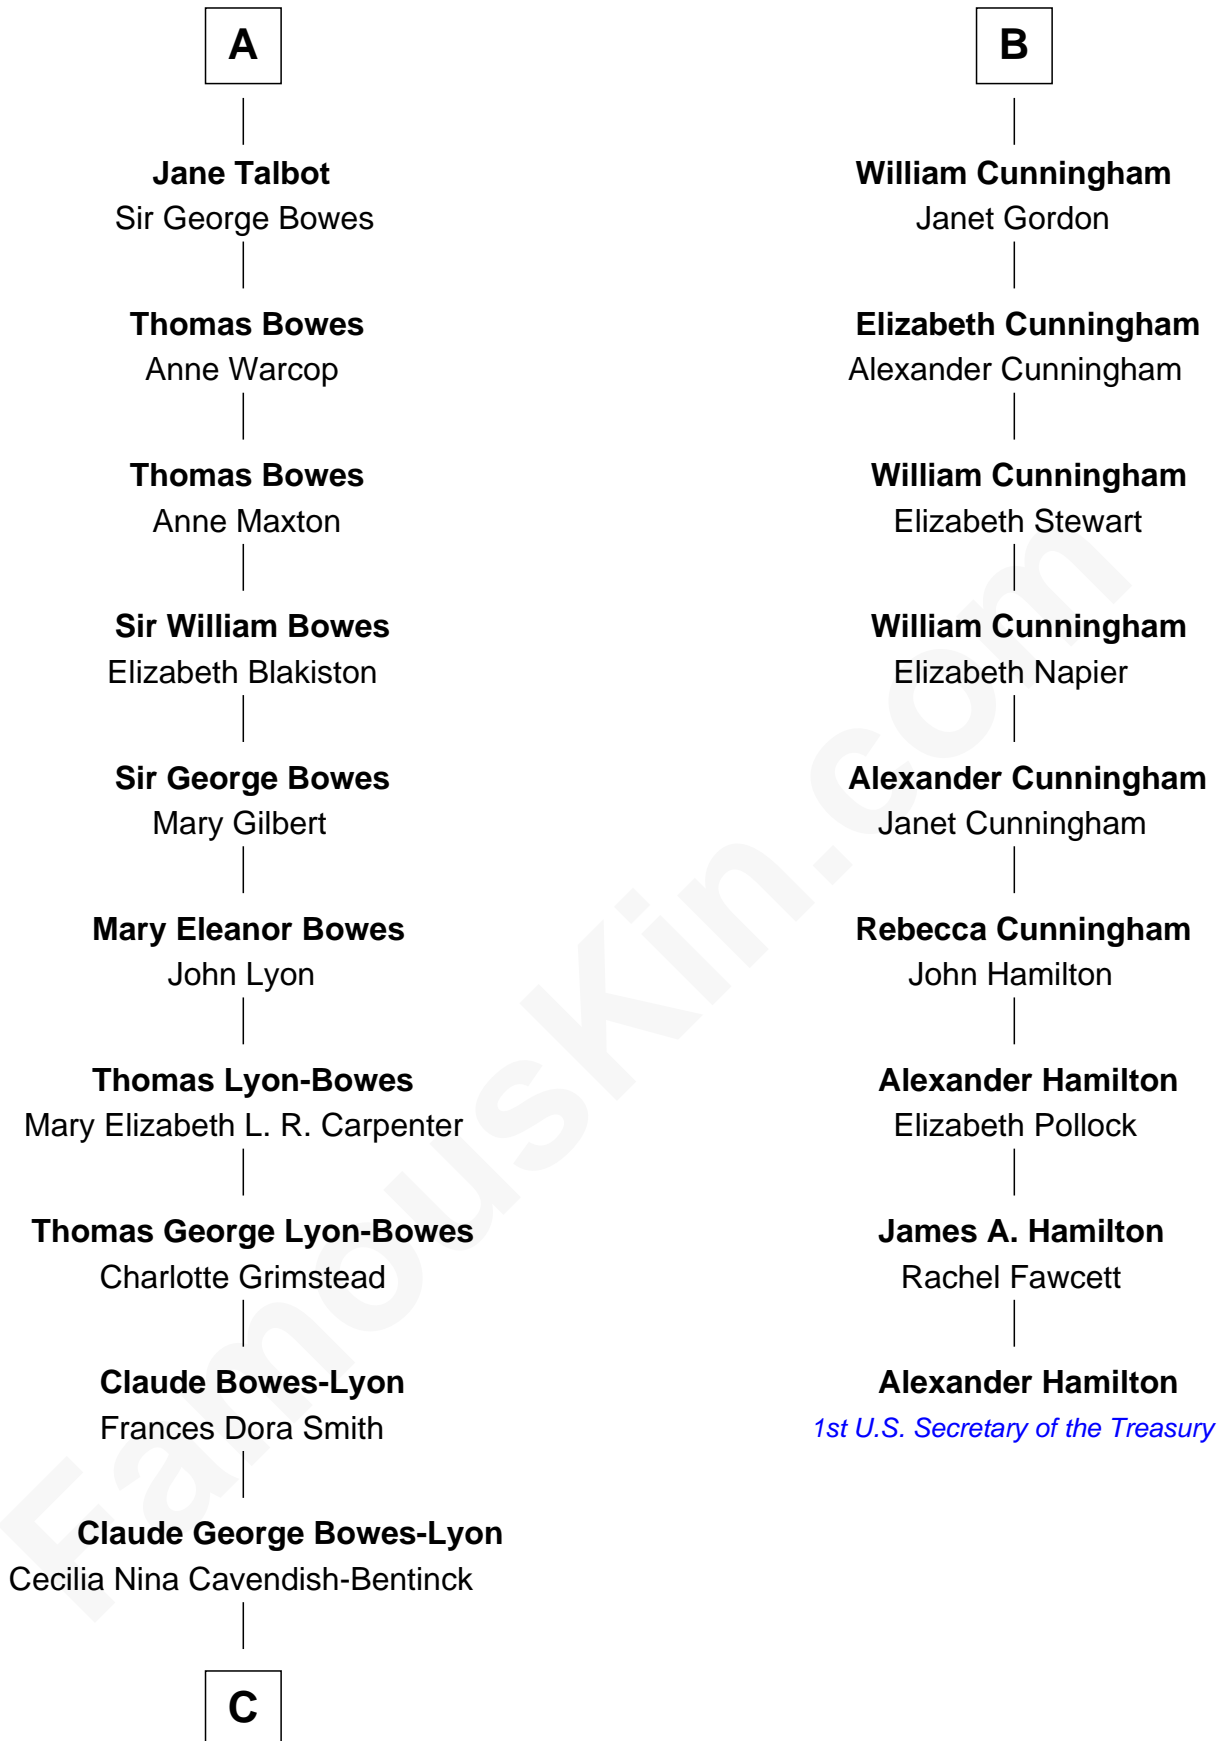 A
Jane Talbot
Sir George Bowes
Thomas Bowes
Anne Warcop
Thomas Bowes
Anne Maxton
Sir William Bowes
Elizabeth Blakiston
Sir George Bowes
Mary Gilbert
Mary Eleanor Bowes
John Lyon
Thomas Lyon-Bowes
Mary Elizabeth L. R. Carpenter
Thomas George Lyon-Bowes
Charlotte Grimstead
Claude Bowes-Lyon
Frances Dora Smith
Claude George Bowes-Lyon
Cecilia Nina Cavendish-Bentinck
C
B
William Cunningham
Janet Gordon
Elizabeth Cunningham
Alexander Cunningham
William Cunningham
Elizabeth Stewart
William Cunningham
Elizabeth Napier
Alexander Cunningham
Janet Cunningham
Rebecca Cunningham
John Hamilton
Alexander Hamilton
Elizabeth Pollock
James A. Hamilton
Rachel Fawcett
Alexander Hamilton
1st U.S. Secretary of the Treasury
FamousKin.com